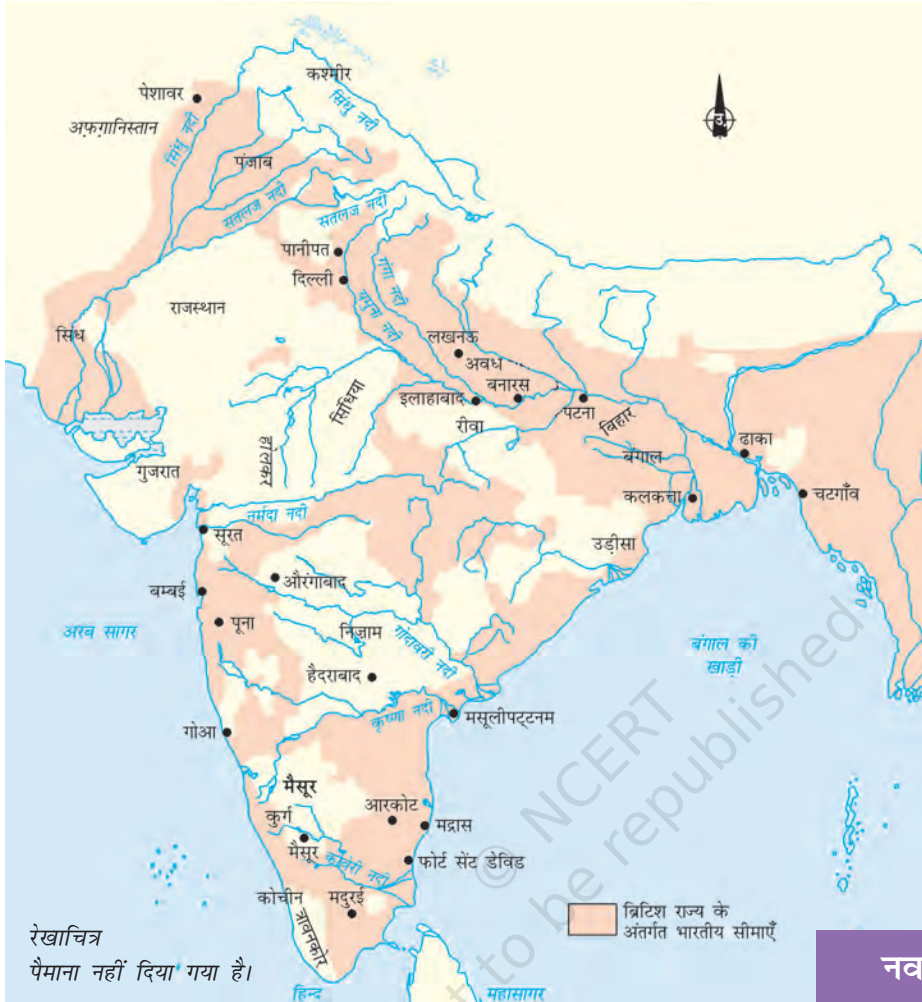 कश्मीर
पेशावर
सिंधु नदी
अफ़ग़ानिस्तान
सिंधु नदी
उ
पंजाब
सतलज नदी
सतलज नदी
पानीपत
दिल्ली
गंगा नदी
यमुना नदी
राजस्थान
सिंध
लखनऊ
अवध
बनारस
इलाहाबाद
पटना
सिंधिया
रीवा
बिहार
होल्कर
ढाका
बंगाल
गुजरात
कलकत्ता
चटगाँव
नर्मदा नदी
सूरत
उड़ीसा
औरंगाबाद
बम्बई
पूना
निज़ाम
अरब सागर
गोदावरी नदी
बंगाल की
खाड़ी
हैदराबाद
कृष्णा नदी
मसूलीपट्टनम
गोआ
मैसूर
आरकोट
कुर्ग
मद्रास
मैसूर
कावेरी नदी
फोर्ट सेंट डेविड
कोचीन
मदुरई
त्रावनकोर
ब्रिटिश राज्य के
अंतर्गत भारतीय सीमाएँ
रेखाचित्र
पैमाना नहीं दिया गया है।
हिन्द
महासागर
नव
© NCERT
not to be republished